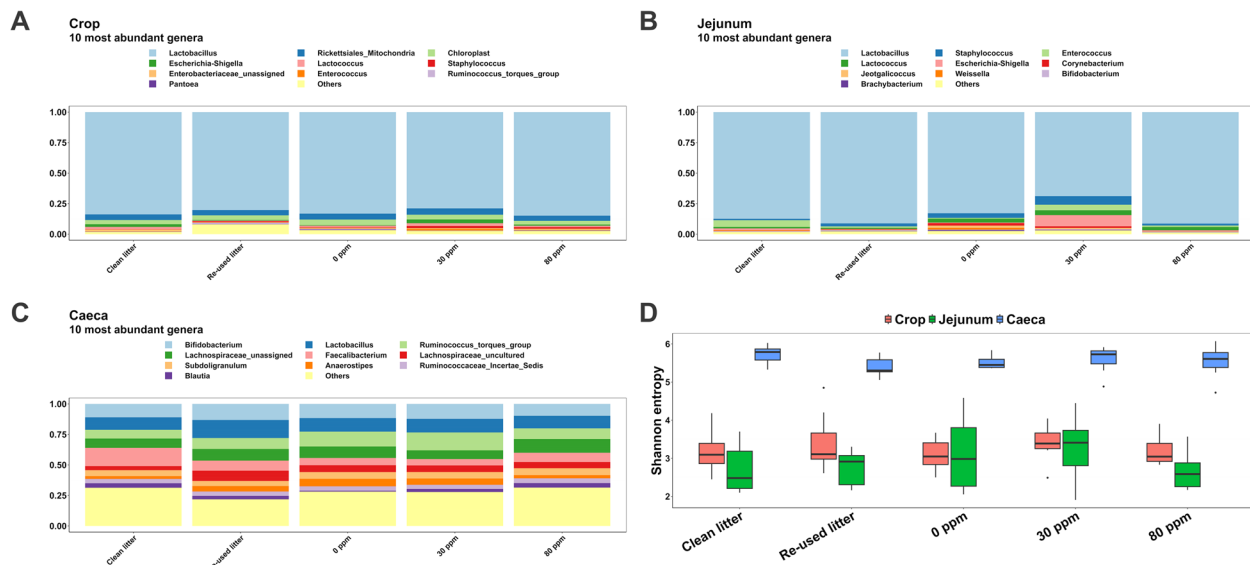 A
Crop
10 most abundant genera
Lactobacillus Rickettsiales_Mitochondria Chloroplast
Escherichia-Shigella Lactococcus Staphylococcus
Enterobacteriaceae_unassigned Enterococcus Ruminococcus_torques_group
Pantoea Others
1.00
0.75
0.50
0.25
0.00
Clean litter Re-used litter 0 ppm 30 ppm 80 ppm
B
Jejunum
10 most abundant genera
Lactobacillus Staphylococcus Enterococcus
Lactococcus Escherichia-Shigella Corynebacterium
Jeotgalicoccus Weissella Bifidobacterium
Brachybacterium Others
1.00
0.75
0.50
0.25
0.00
Clean litter Re-used litter 0 ppm 30 ppm 80 ppm
C
Caeca
10 most abundant genera
Bifidobacterium Lactobacillus Ruminococcus_torques_group
Lachnospiraceae_unassigned Faecalibacterium Lachnospiraceae_uncultured
Subdoligranulum Anaerostipes Ruminococcaceae_Incertae_Sedis
Blautia Others
1.00
0.75
0.50
0.25
0.00
Clean litter Re-used litter 0 ppm 30 ppm 80 ppm
D
Crop Jejunum Caeca
Shannon entropy
6
5
4
3
2
Clean litter Re-used litter 0 ppm 30 ppm 80 ppm